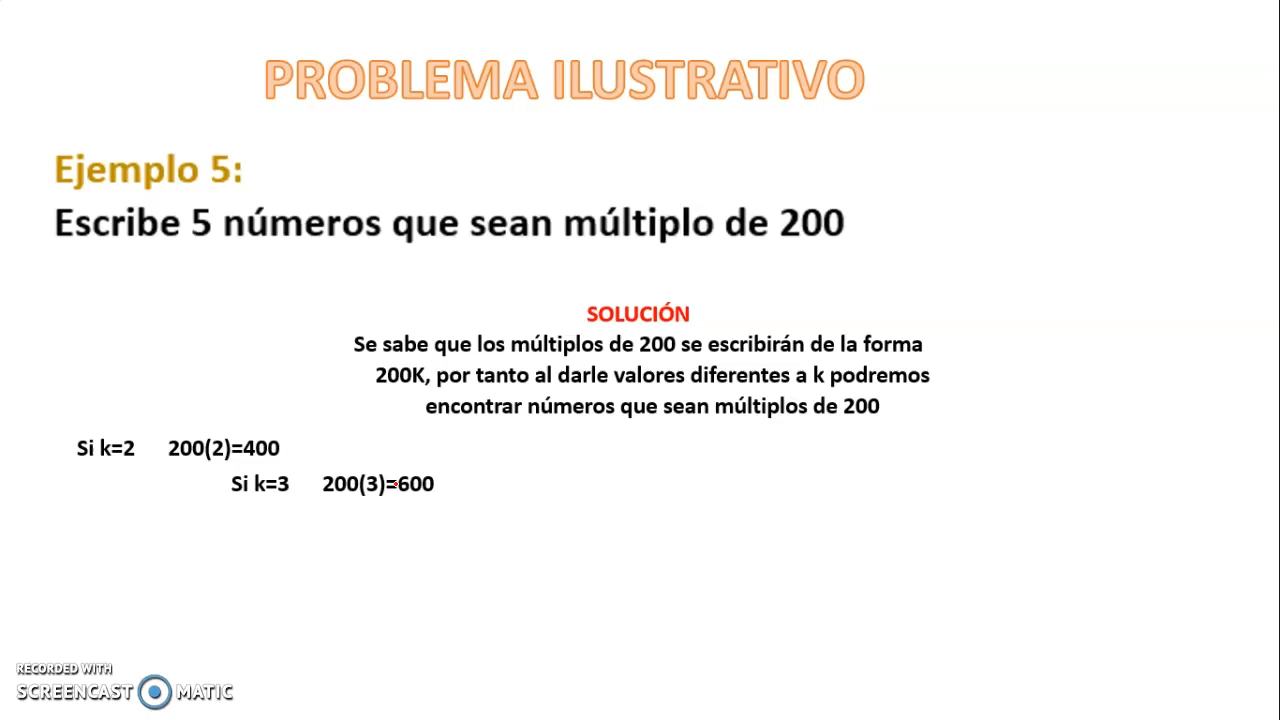 PROBLEMA ILUSTRATIVO
Ejemplo 5:
Escribe 5 números que sean múltiplo de 200
SOLUCIÓN
Se sabe que los múltiplos de 200 se escribirán de la forma
200K, por tanto al darle valores diferentes a k podremos
encontrar números que sean múltiplos de 200
Si k=2 200(2)=400
Si k=3 200(3)=600
RECORDED WITH
SCREENCAST MATIC